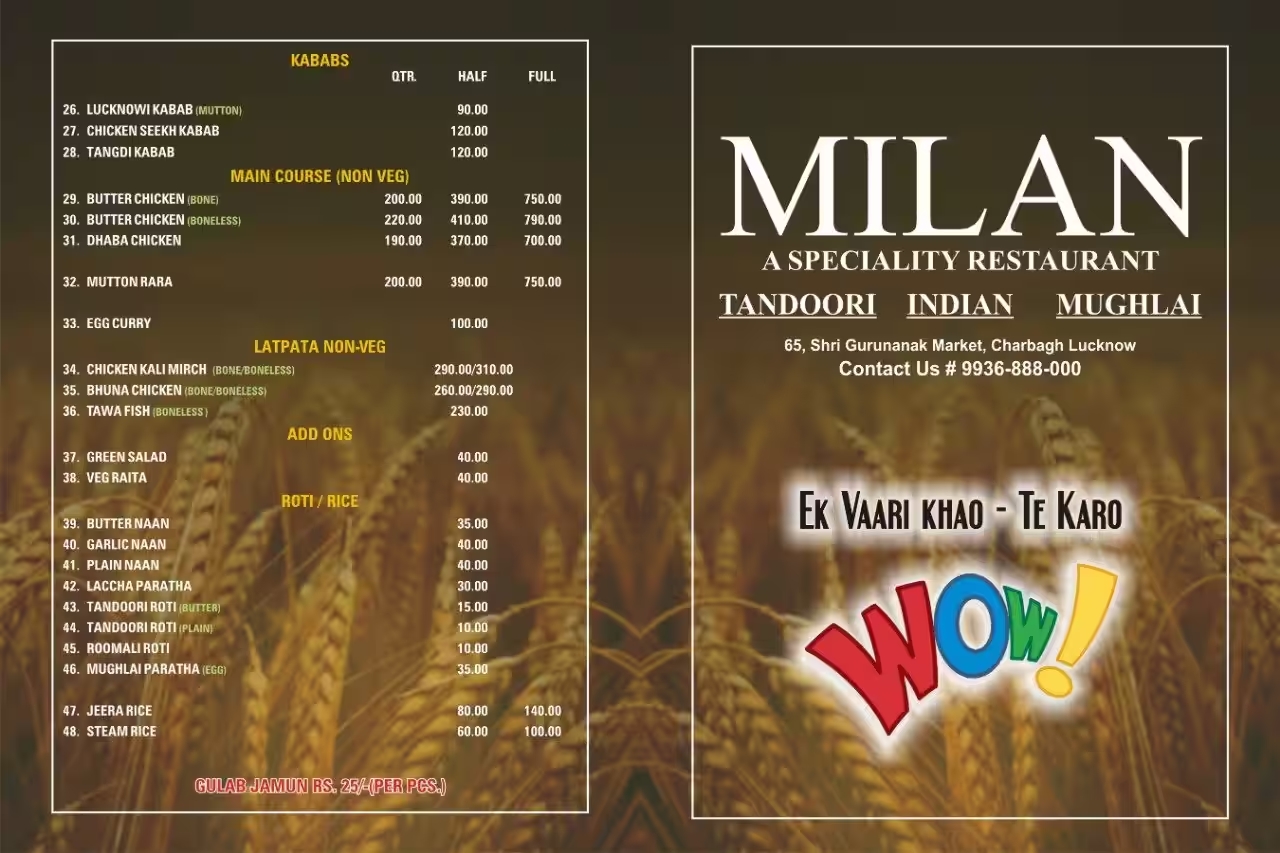 KABABS
QTR. HALF FULL
26. LUCKNOWI KABAB (MUTTON) 90.00
27. CHICKEN SEEKH KABAB 120.00
28. TANGDI KABAB 120.00
MAIN COURSE (NON VEG)
29. BUTTER CHICKEN (BONE) 200.00 390.00 750.00
30. BUTTER CHICKEN (BONELESS) 220.00 410.00 790.00
31. DHABA CHICKEN 190.00 370.00 700.00
32. MUTTON RARA 200.00 390.00 750.00
33. EGG CURRY 100.00
LATPATA NON-VEG
34. CHICKEN KALI MIRCH (BONE/BONELESS) 290.00/310.00
35. BHUNA CHICKEN (BONE/BONELESS) 260.00/290.00
36. TAWA FISH (BONELESS ) 230.00
ADD ONS
37. GREEN SALAD 40.00
38. VEG RAITA 40.00
ROTI / RICE
39. BUTTER NAAN 35.00
40. GARLIC NAAN 40.00
41. PLAIN NAAN 40.00
42. LACCHA PARATHA 30.00
43. TANDOORI ROTI (BUTTER) 15.00
44. TANDOORI ROTI (PLAIN) 10.00
45. ROOMALI ROTI 10.00
46. MUGHLAI PARATHA (EGG) 35.00
47. JEERA RICE 80.00 140.00
48. STEAM RICE 60.00 100.00
GULAB JAMUN RS. 25/-(PER PCS.)
MILAN
A SPECIALITY RESTAURANT
TANDOORI INDIAN MUGHLAI
65, Shri Gurunanak Market, Charbagh Lucknow
Contact Us # 9936-888-000
EK VAARI KHAO - TE KARO
WOW!